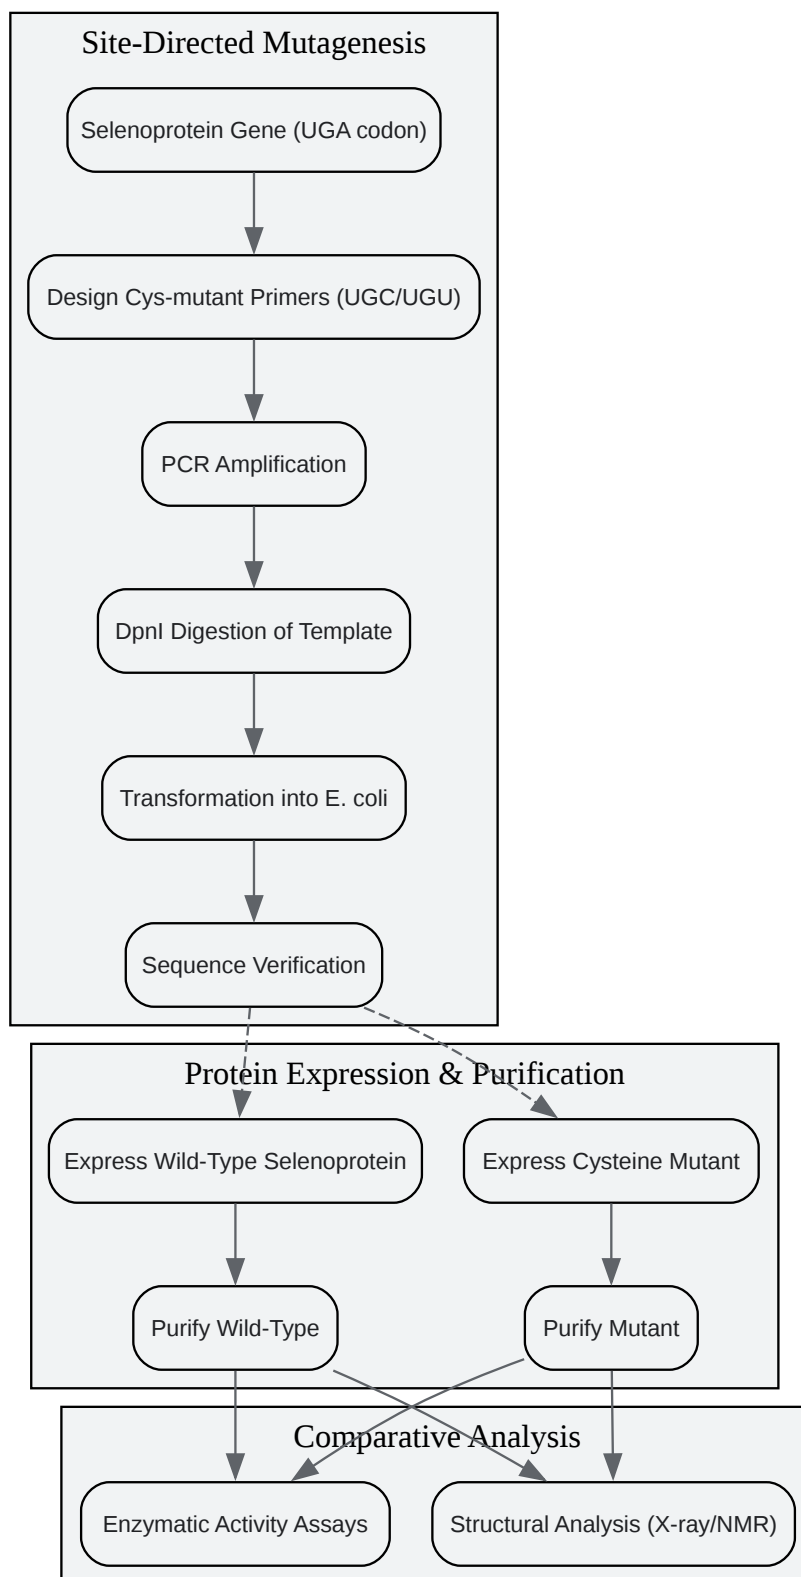 Site-Directed Mutagenesis
Selenoprotein Gene (UGA codon)
Design Cys-mutant Primers (UGC/UGU)
PCR Amplification
DpnI Digestion of Template
Transformation into E. coli
Sequence Verification
Protein Expression & Purification
Express Wild-Type Selenoprotein
Express Cysteine Mutant
Purify Wild-Type
Purify Mutant
Comparative Analysis
Enzymatic Activity Assays
Structural Analysis (X-ray/NMR)